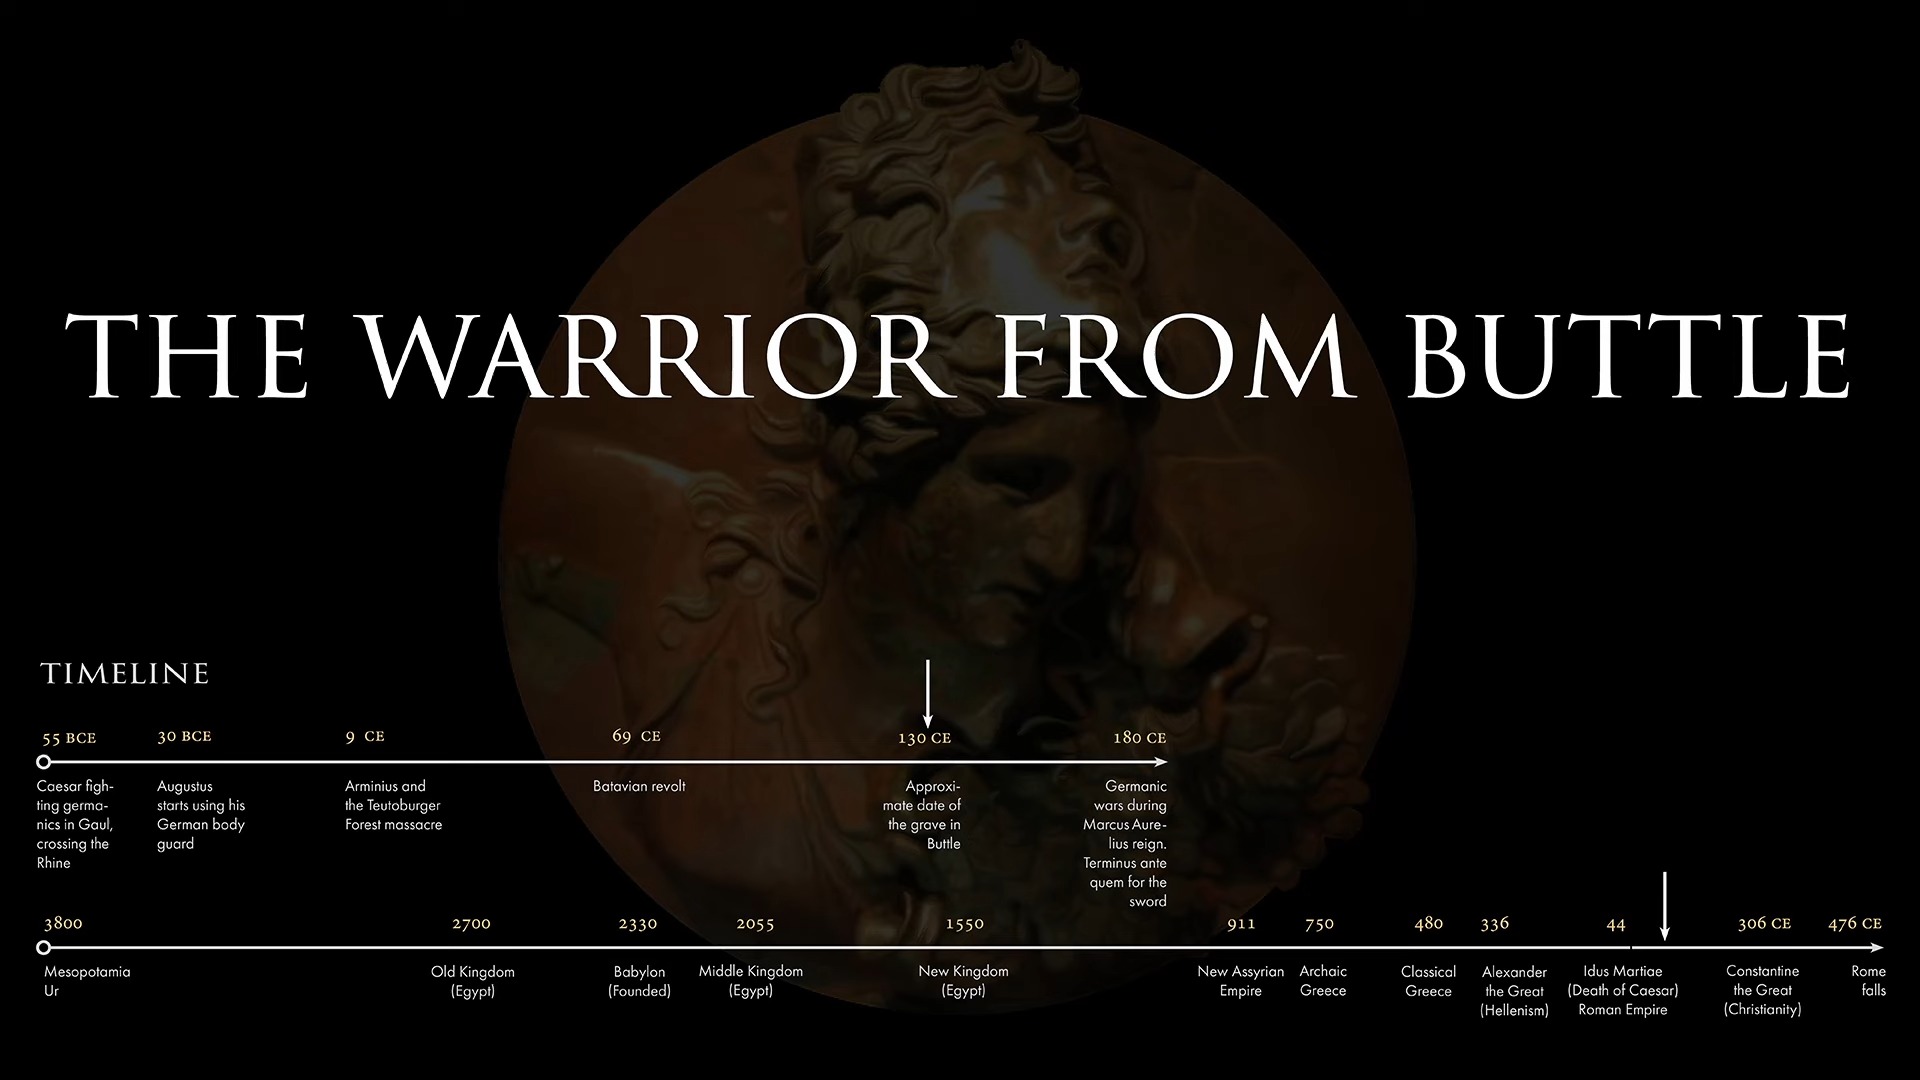 THE WARRIOR FROM BUTTLE
TIMELINE
55 BCE
Caesar figh-
ting germa-
nics in Gaul,
crossing the
Rhine
30 BCE
Augustus
starts using his
German body
guard
9 CE
Arminius and
the Teutoburger
Forest massacre
69 CE
Batavian revolt
130 CE
Approxi-
mate date of
the grave in
Buttle
180 CE
Germanic
wars during
Marcus Aure-
lius reign.
Terminus ante
quem for the
sword
3800
Mesopotamia
Ur
2700
Old Kingdom
(Egypt)
2330
Babylon
(Founded)
2055
Middle Kingdom
(Egypt)
1550
New Kingdom
(Egypt)
911
New Assyrian
Empire
750
Archaic
Greece
480
Classical
Greece
336
Alexander
the Great
(Hellenism)
44
Idus Martiae
(Death of Caesar)
Roman Empire
306 CE
Constantine
the Great
(Christianity)
476 CE
Rome
falls